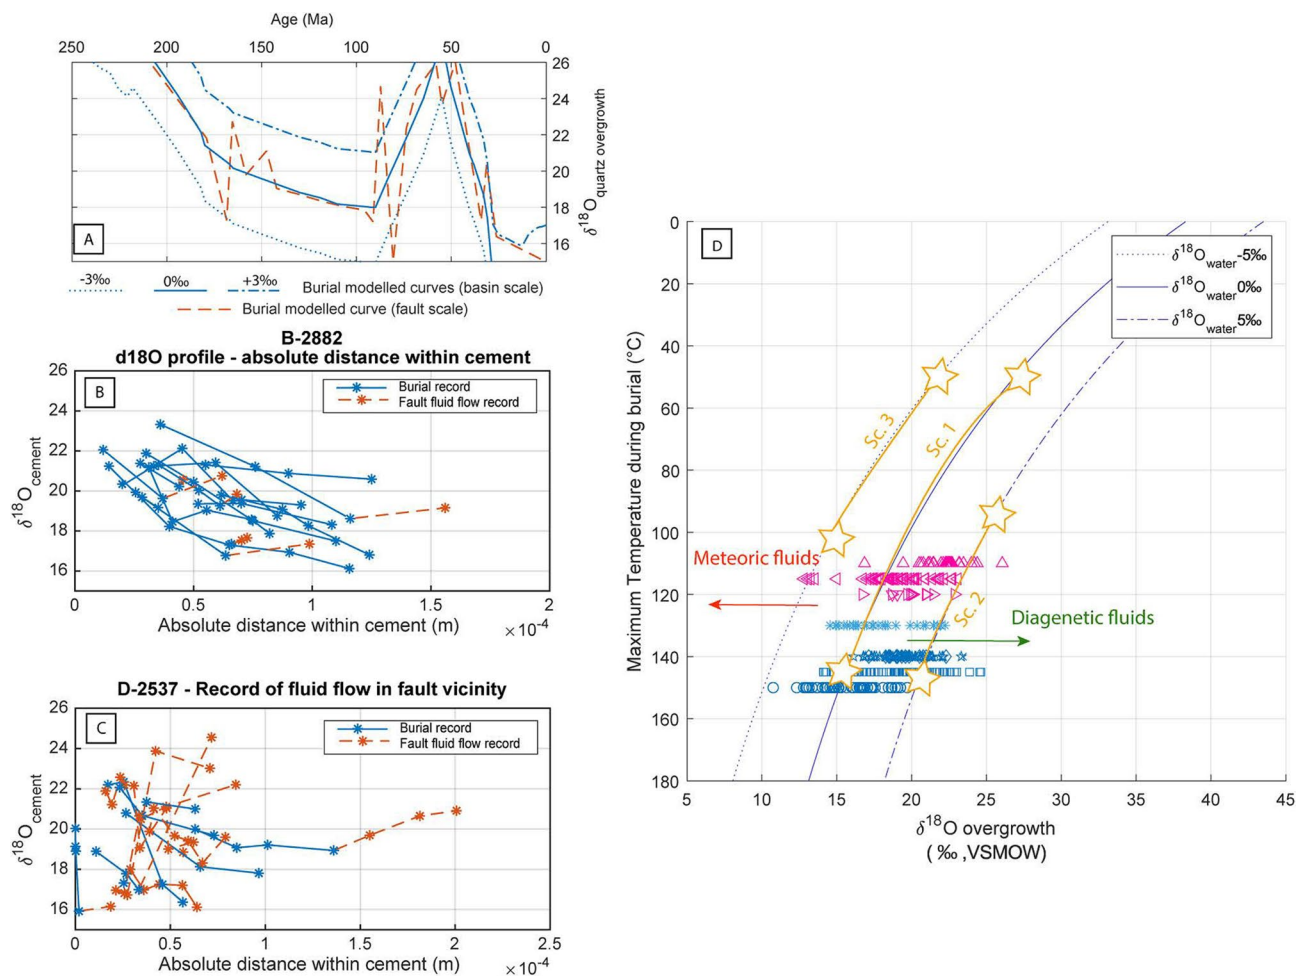 Age (Ma)
250 200 150 100 50 0
26
24
22
20
18
16
δ18Oquartz overgrowth
A
-3‰ 0‰ +3‰ Burial modelled curves (basin scale)
Burial modelled curve (fault scale)
B-2882
d18O profile - absolute distance within cement
B
Burial record
Fault fluid flow record
26
24
22
20
18
16
δ18Ocement
0 0.5 1 1.5 2
Absolute distance within cement (m)
×10-4
D-2537 - Record of fluid flow in fault vicinity
C
Burial record
Fault fluid flow record
26
24
22
20
18
16
δ18Ocement
0 0.5 1 1.5 2 2.5
Absolute distance within cement (m)
×10-4
D
δ18Owater-5‰
δ18Owater0‰
δ18Owater5‰
0
20
40
60
80
100
120
140
160
180
Maximum Temperature during burial (°C)
Sc. 3
Sc. 1
Sc. 2
Meteoric fluids
Diagenetic fluids
5 10 15 20 25 30 35 40 45
δ18O overgrowth
( ‰ ,VSMOW)